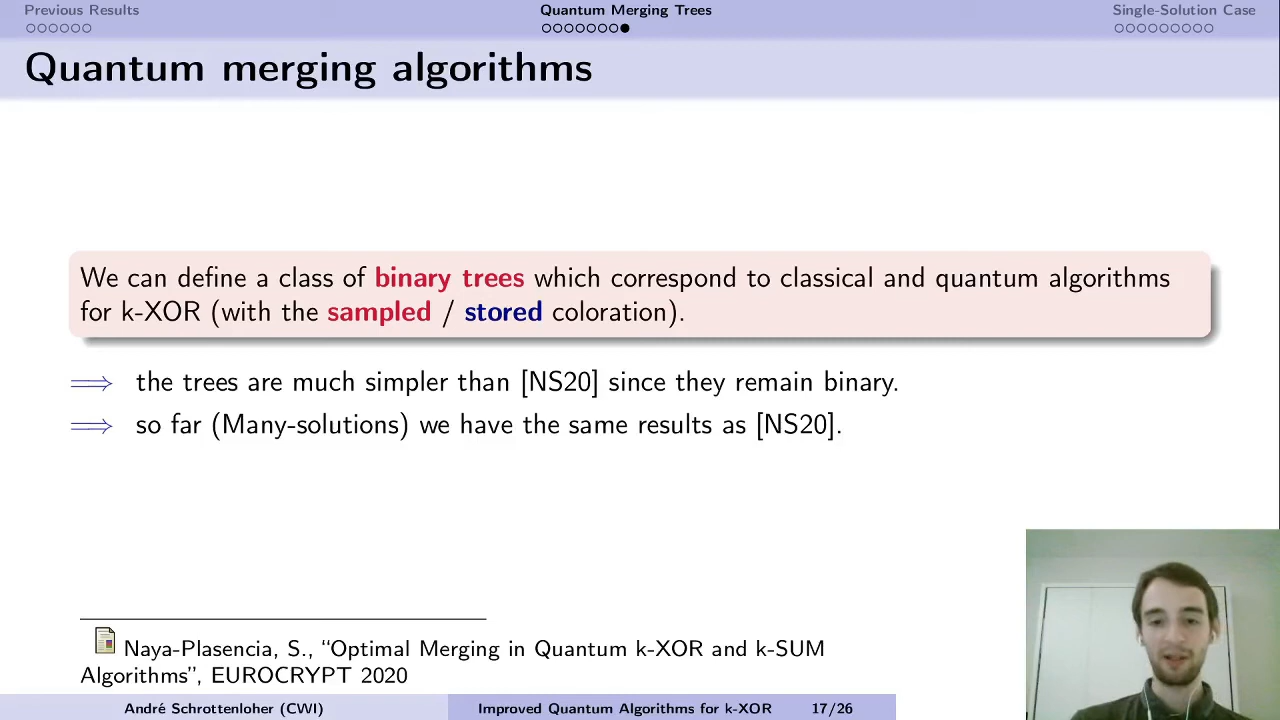 Previous Results Quantum Merging Trees Single-Solution Case
Quantum merging algorithms
We can define a class of binary trees which correspond to classical and quantum algorithms
for k-XOR (with the sampled / stored coloration).
⟹ the trees are much simpler than [NS20] since they remain binary.
⟹ so far (Many-solutions) we have the same results as [NS20].
Naya-Plasencia, S., “Optimal Merging in Quantum k-XOR and k-SUM
Algorithms”, EUROCRYPT 2020
André Schrottenloher (CWI) Improved Quantum Algorithms for k-XOR 17/26